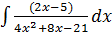 ∫ (2x−5)/(4x²+8x−21) dx